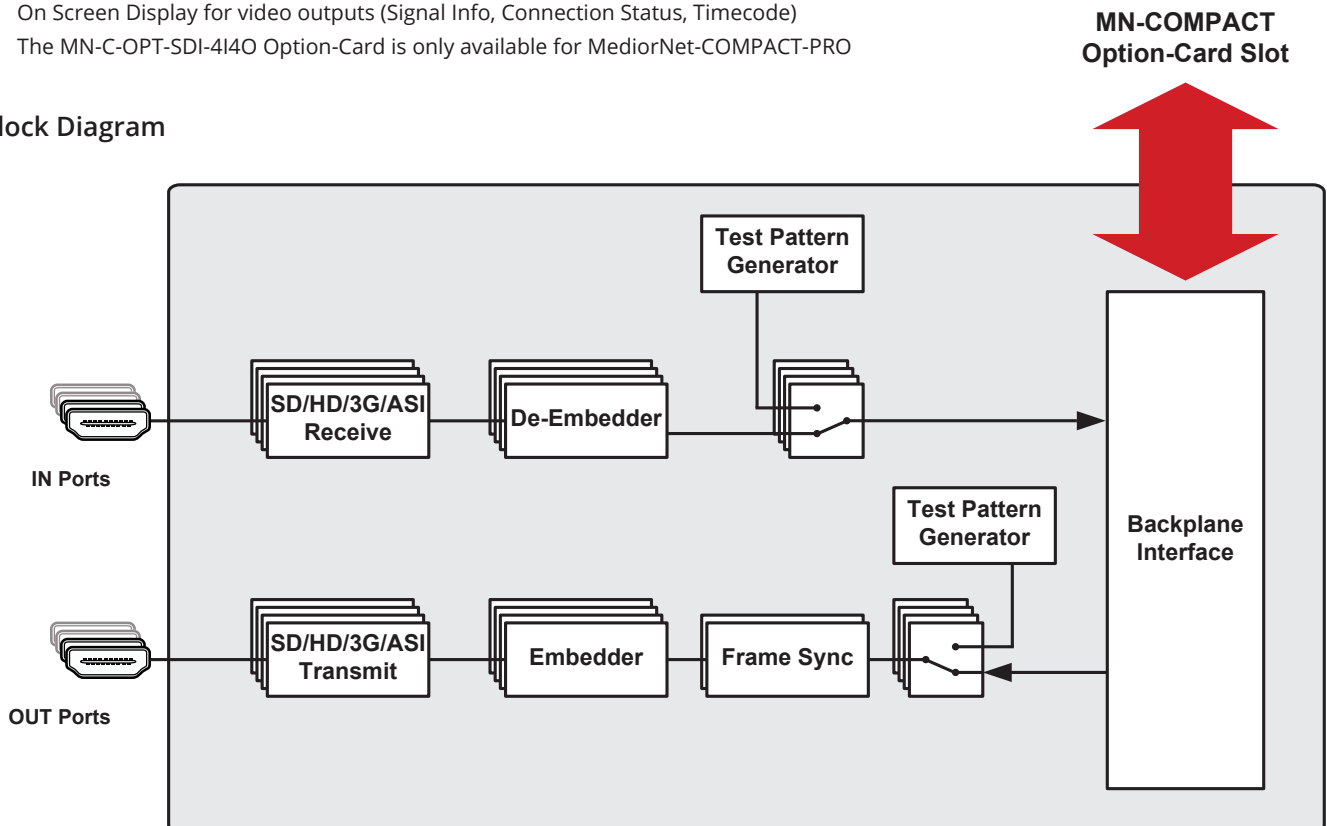 On Screen Display for video outputs (Signal Info, Connection Status, Timecode)
The MN-C-OPT-SDI-4I4O Option-Card is only available for MediorNet-COMPACT-PRO
MN-COMPACT
Option-Card Slot
lock Diagram
Test Pattern
Generator
SD/HD/3G/ASI
Receive
De-Embedder
IN Ports
Test Pattern
Generator
Backplane
Interface
SD/HD/3G/ASI
Transmit
Embedder
Frame Sync
OUT Ports